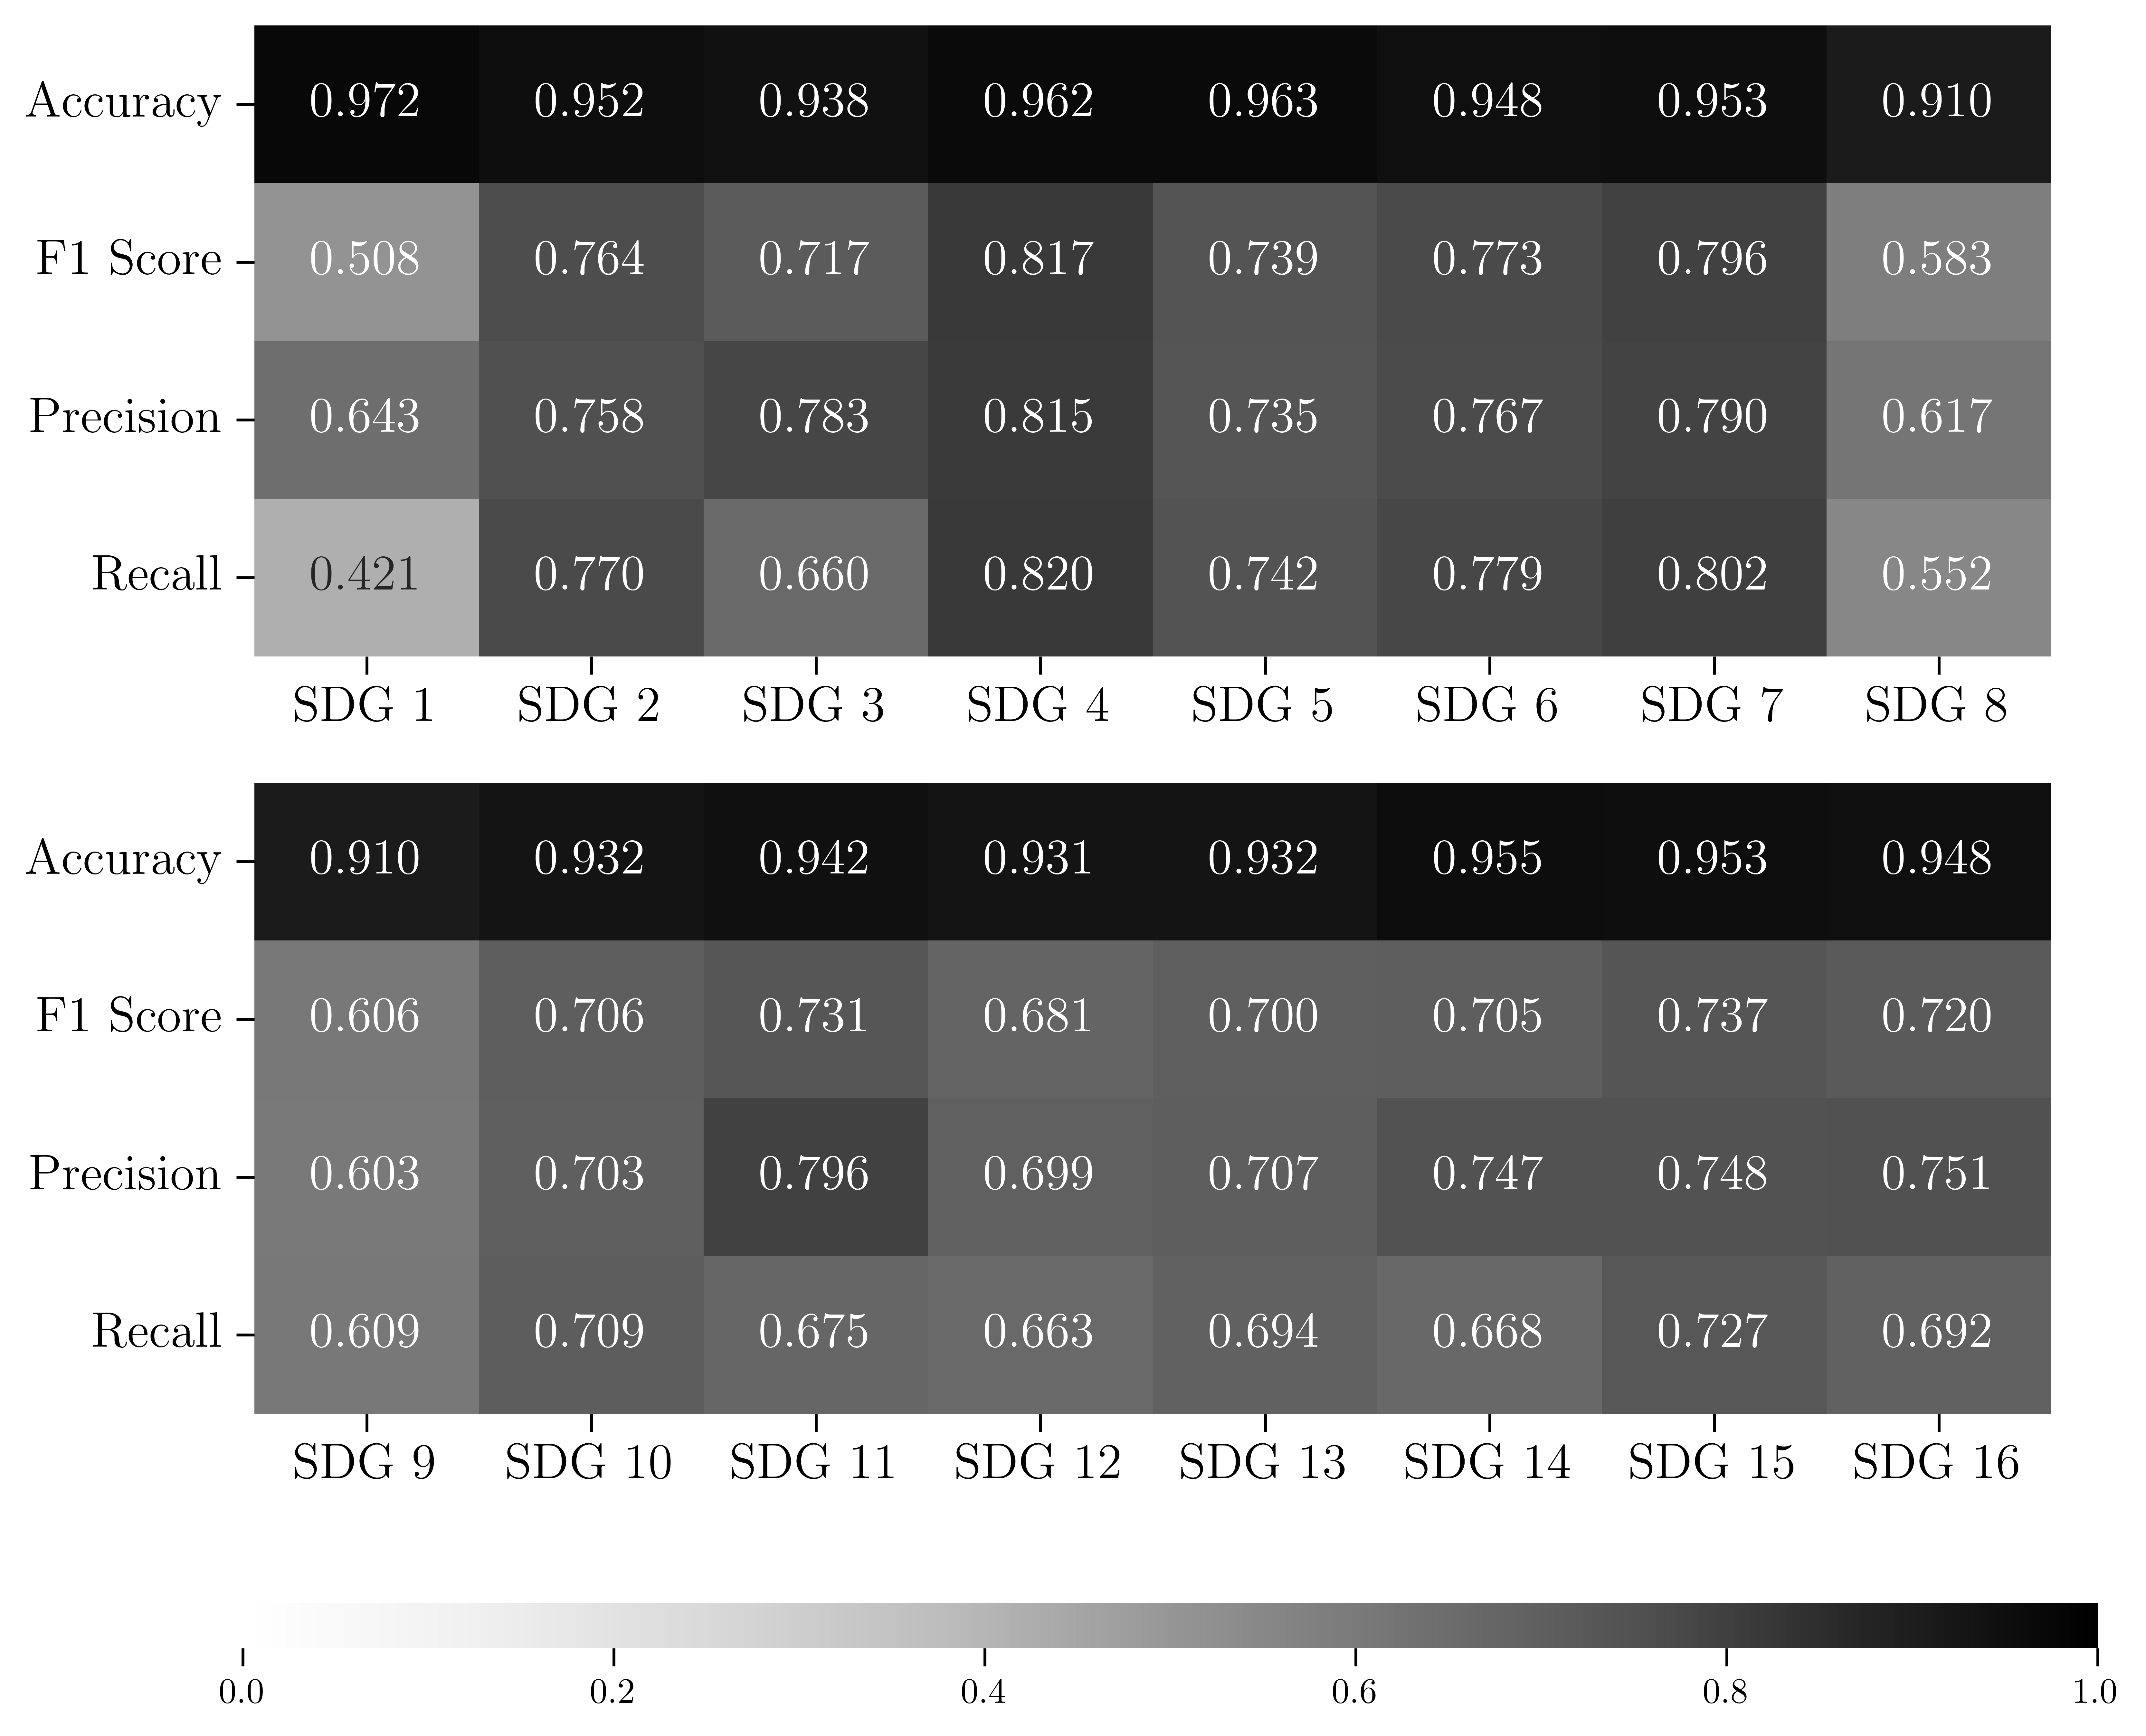 Accuracy 0.972 0.952 0.938 0.962 0.963 0.948 0.953 0.910
F1 Score 0.508 0.764 0.717 0.817 0.739 0.773 0.796 0.583
Precision 0.643 0.758 0.783 0.815 0.735 0.767 0.790 0.617
Recall 0.421 0.770 0.660 0.820 0.742 0.779 0.802 0.552
SDG 1 SDG 2 SDG 3 SDG 4 SDG 5 SDG 6 SDG 7 SDG 8
Accuracy 0.910 0.932 0.942 0.931 0.932 0.955 0.953 0.948
F1 Score 0.606 0.706 0.731 0.681 0.700 0.705 0.737 0.720
Precision 0.603 0.703 0.796 0.699 0.707 0.747 0.748 0.751
Recall 0.609 0.709 0.675 0.663 0.694 0.668 0.727 0.692
SDG 9 SDG 10 SDG 11 SDG 12 SDG 13 SDG 14 SDG 15 SDG 16
0.0 0.2 0.4 0.6 0.8 1.0